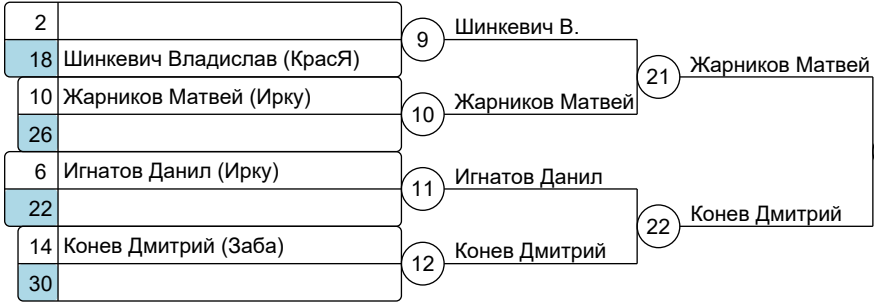 2
18 Шинкевич Владислав (КрасЯ)
9
Шинкевич В.
10 Жарников Матвей (Ирку)
26
10
Жарников Матвей
21
Жарников Матвей
6 Игнатов Данил (Ирку)
22
11
Игнатов Данил
14 Конев Дмитрий (Заба)
30
12
Конев Дмитрий
22
Конев Дмитрий